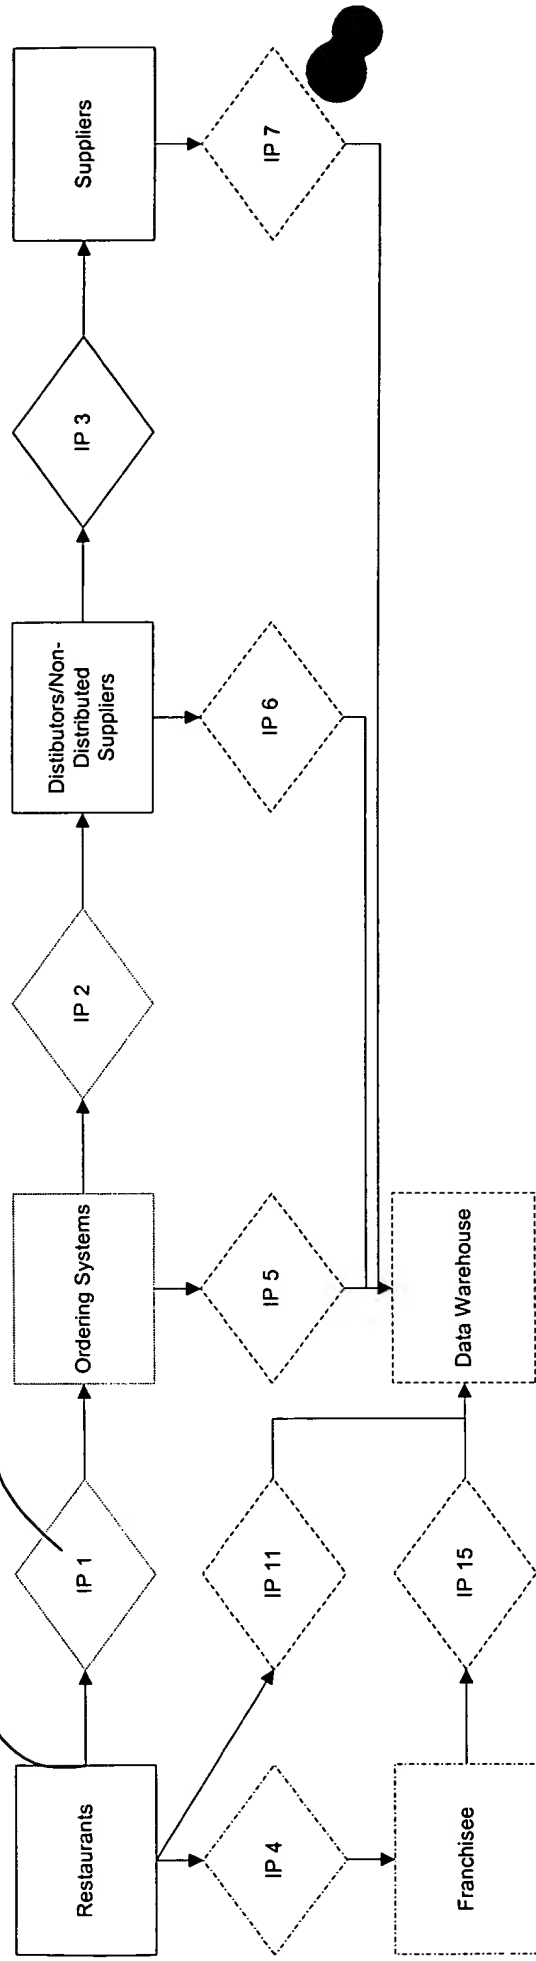 Restaurants
IP 1
Ordering Systems
IP 2
Distibutors/Non-
Distributed
Suppliers
IP 3
Suppliers
IP 4
IP 11
IP 5
IP 6
IP 7
Franchisee
IP 15
Data Warehouse